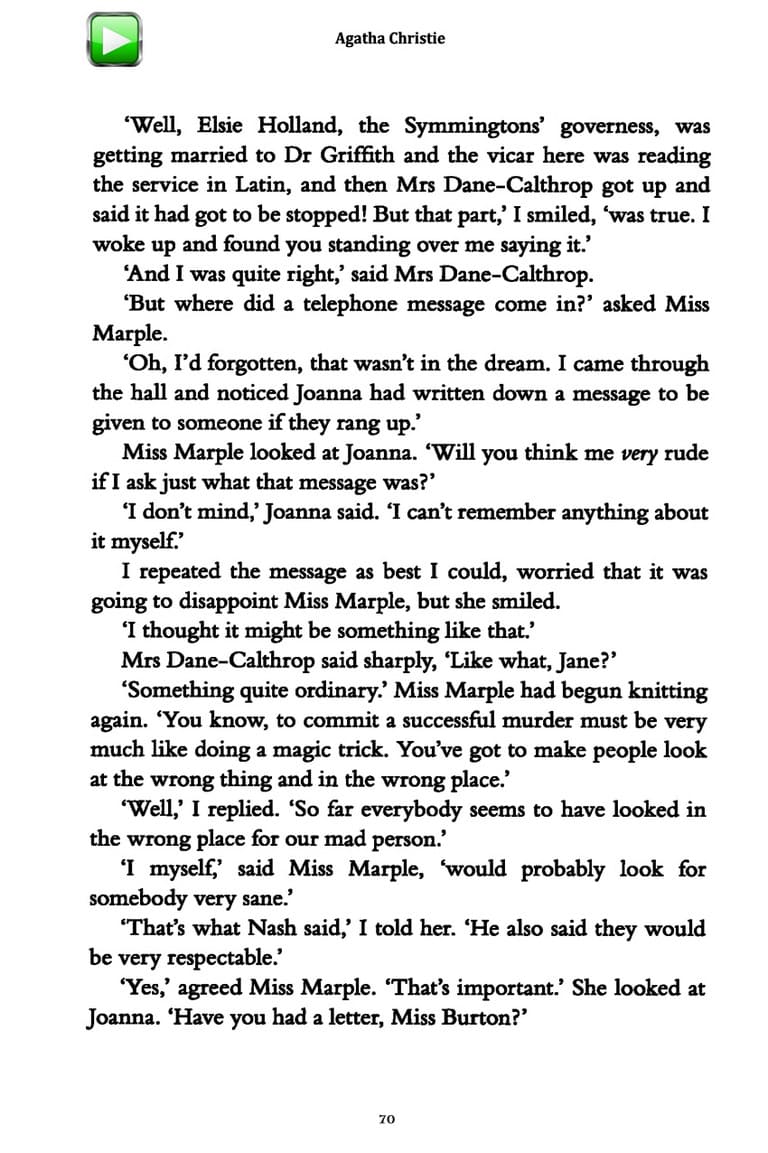 Agatha Christie
‘Well, Elsie Holland, the Symmingtons’ governess, was
getting married to Dr Griffith and the vicar here was reading
the service in Latin, and then Mrs Dane-Calthrop got up and
said it had got to be stopped! But that part,’ I smiled, ‘was true. I
woke up and found you standing over me saying it.’
‘And I was quite right,’ said Mrs Dane-Calthrop.
‘But where did a telephone message come in?’ asked Miss
Marple.
‘Oh, I’d forgotten, that wasn’t in the dream. I came through
the hall and noticed Joanna had written down a message to be
given to someone if they rang up.’
Miss Marple looked at Joanna. ‘Will you think me very rude
if I ask just what that message was?’
‘I don’t mind,’ Joanna said. ‘I can’t remember anything about
it myself.’
I repeated the message as best I could, worried that it was
going to disappoint Miss Marple, but she smiled.
‘I thought it might be something like that.’
Mrs Dane-Calthrop said sharply, ‘Like what, Jane?’
‘Something quite ordinary.’ Miss Marple had begun knitting
again. ‘You know, to commit a successful murder must be very
much like doing a magic trick. You’ve got to make people look
at the wrong thing and in the wrong place.’
‘Well,’ I replied. ‘So far everybody seems to have looked in
the wrong place for our mad person.’
‘I myself,’ said Miss Marple, ‘would probably look for
somebody very sane.’
‘That’s what Nash said,’ I told her. ‘He also said they would
be very respectable.’
‘Yes,’ agreed Miss Marple. ‘That’s important.’ She looked at
Joanna. ‘Have you had a letter, Miss Burton?’
70